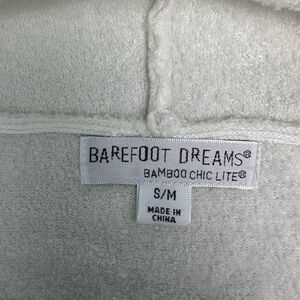 BAREFOOT DREAMS®
BAMBOO CHIC LITE®
S/M
MADE IN
CHINA